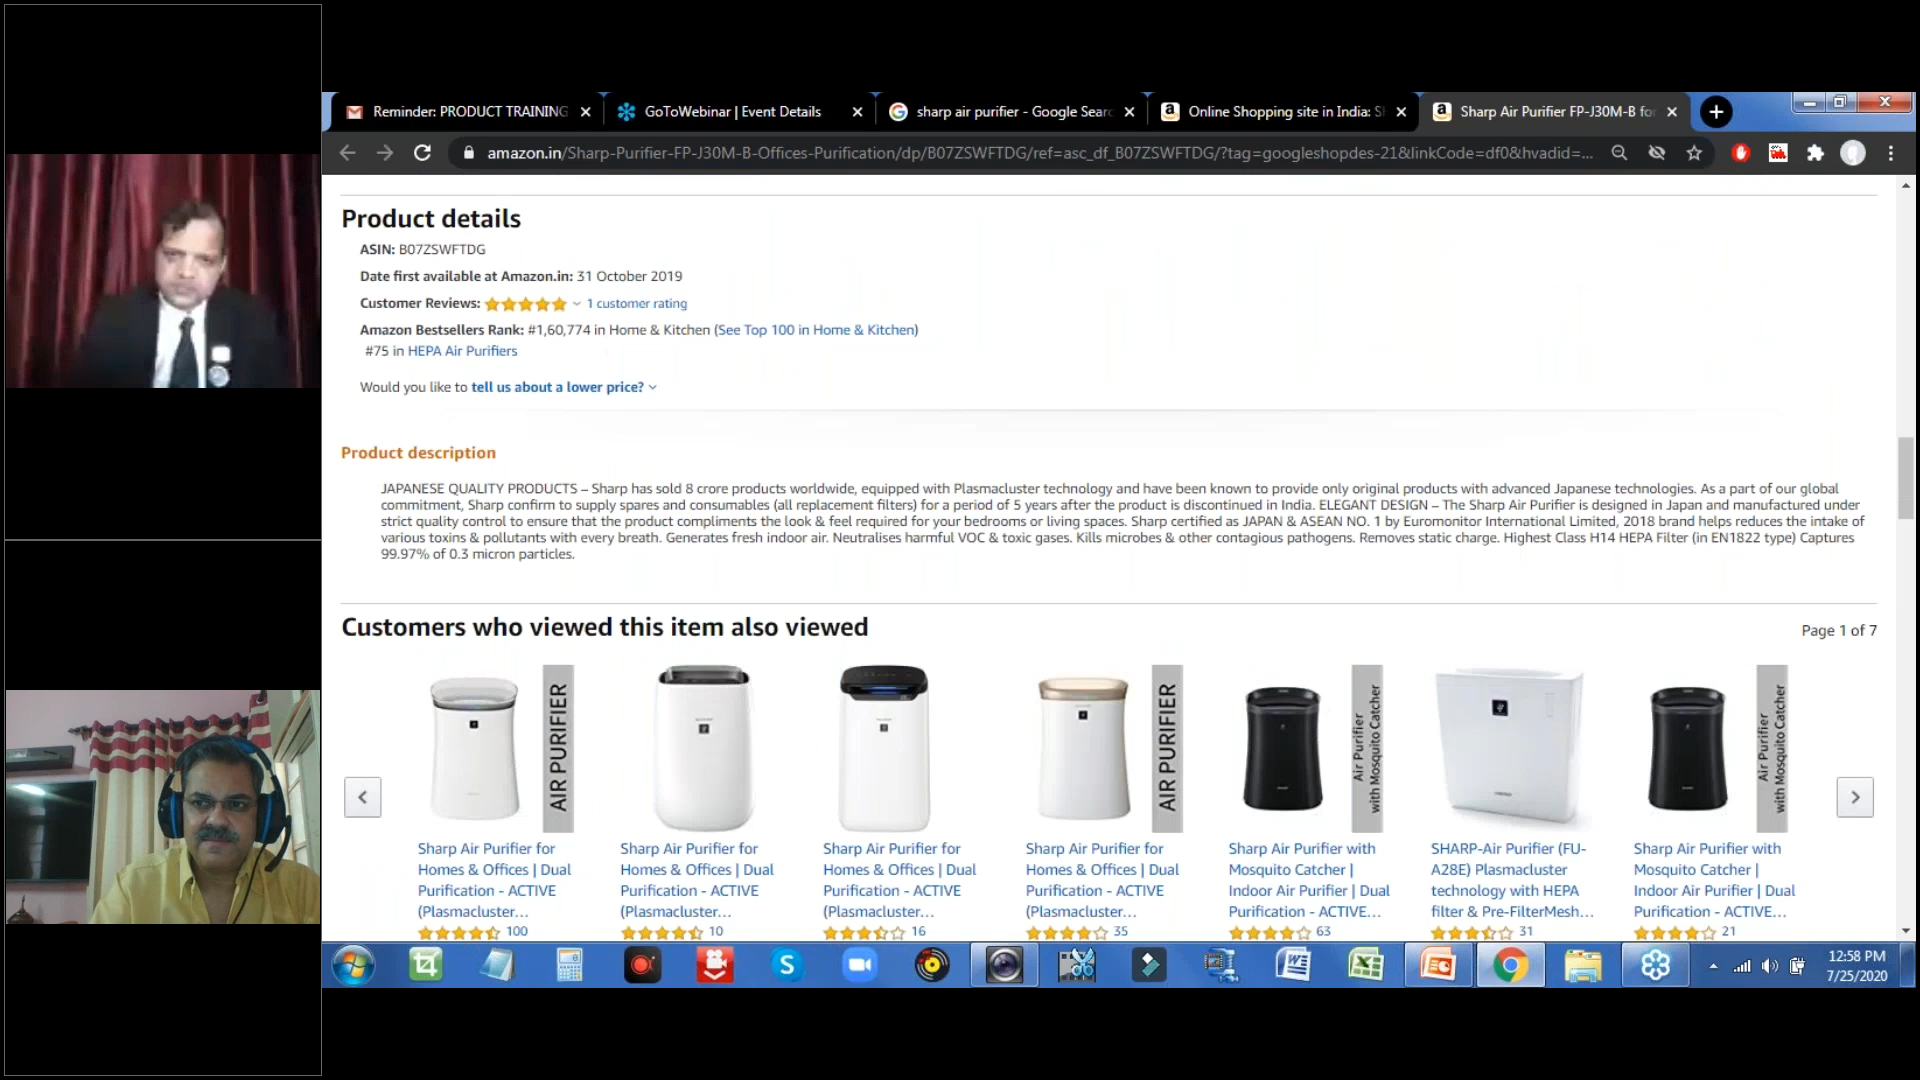 Reminder: PRODUCT TRAINING
GoToWebinar | Event Details
sharp air purifier - Google Searc
Online Shopping site in India: S
Sharp Air Purifier FP-J30M-B for
amazon.in/Sharp-Purifier-FP-J30M-B-Offices-Purification/dp/B07ZSWFTDG/ref=asc_df_B07ZSWFTDG/?tag=googleshopdes-21&linkCode=df0&hvadid=...
Product details
ASIN: B07ZSWFTDG
Date first available at Amazon.in: 31 October 2019
Customer Reviews: 1 customer rating
Amazon Bestsellers Rank: #1,60,774 in Home & Kitchen (See Top 100 in Home & Kitchen)
#75 in HEPA Air Purifiers
Would you like to tell us about a lower price?
Product description
JAPANESE QUALITY PRODUCTS – Sharp has sold 8 crore products worldwide, equipped with Plasmacluster technology and have been known to provide only original products with advanced Japanese technologies. As a part of our global
commitment, Sharp confirm to supply spares and consumables (all replacement filters) for a period of 5 years after the product is discontinued in India. ELEGANT DESIGN – The Sharp Air Purifier is designed in Japan and manufactured under
strict quality control to ensure that the product compliments the look & feel required for your bedrooms or living spaces. Sharp certified as JAPAN & ASEAN NO. 1 by Euromonitor International Limited, 2018 brand helps reduces the intake of
various toxins & pollutants with every breath. Generates fresh indoor air. Neutralises harmful VOC & toxic gases. Kills microbes & other contagious pathogens. Removes static charge. Highest Class H14 HEPA Filter (in EN1822 type) Captures
99.97% of 0.3 micron particles.
Customers who viewed this item also viewed
Page 1 of 7
AIR PURIFIER
AIR PURIFIER
Air Purifier
with Mosquito Catcher
Air Purifier
with Mosquito Catcher
Sharp Air Purifier for
Homes & Offices | Dual
Purification - ACTIVE
(Plasmacluster...
100
Sharp Air Purifier for
Homes & Offices | Dual
Purification - ACTIVE
(Plasmacluster...
10
Sharp Air Purifier for
Homes & Offices | Dual
Purification - ACTIVE
(Plasmacluster...
16
Sharp Air Purifier for
Homes & Offices | Dual
Purification - ACTIVE
(Plasmacluster...
35
Sharp Air Purifier with
Mosquito Catcher |
Indoor Air Purifier | Dual
Purification - ACTIVE...
63
SHARP-Air Purifier (FU-
A28E) Plasmacluster
technology with HEPA
filter & Pre-FilterMesh...
31
Sharp Air Purifier with
Mosquito Catcher |
Indoor Air Purifier | Dual
Purification - ACTIVE...
21
12:58 PM
7/25/2020